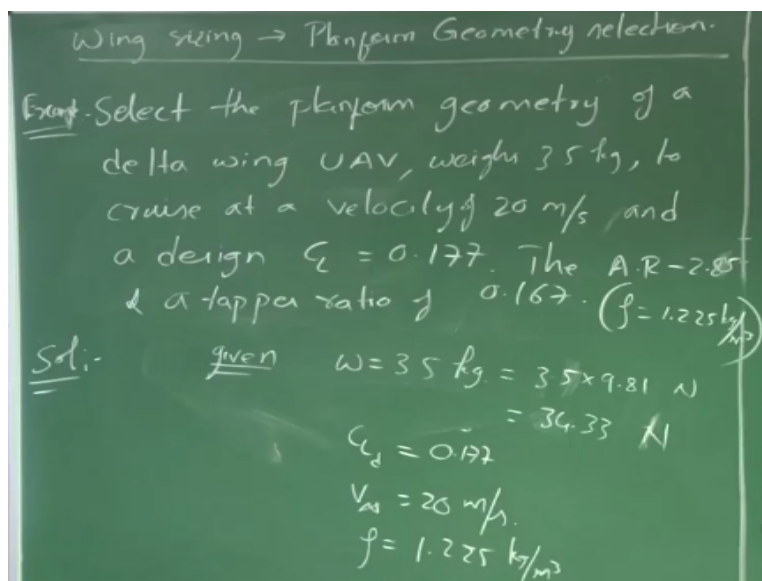 Wing sizing → Planform Geometry selection.
Examp. Select the planform geometry of a
delta wing UAV, weighs 3.5 kg, to
cruise at a velocity of 20 m/s and
a design CL = 0.177. The A.R - 2.85
& a tapper ratio of 0.167. (ρ = 1.225 kg/m³)
Sol:- given W = 3.5 kg = 3.5 × 9.81 N
= 34.33 N
CLd = 0.177
V∞ = 20 m/s.
ρ = 1.225 kg/m³